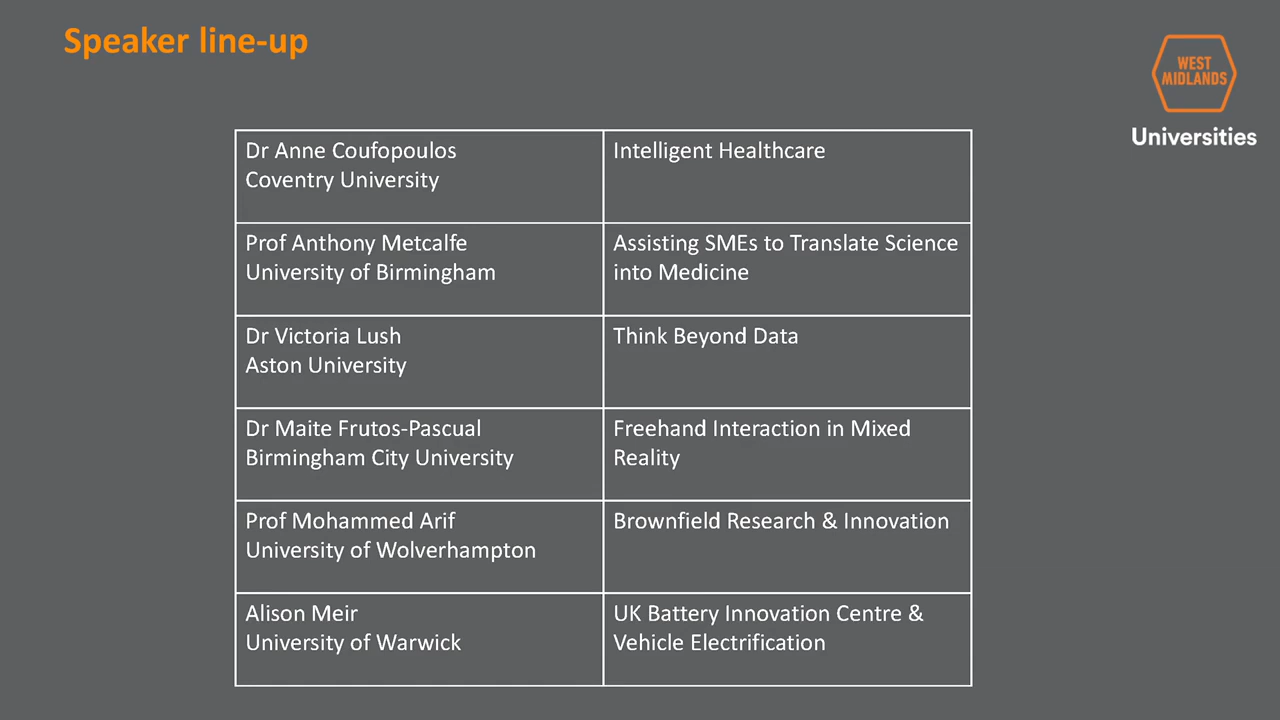 Speaker line-up
WEST
MIDLANDS
Universities
Dr Anne Coufopoulos
Coventry University
Intelligent Healthcare
Prof Anthony Metcalfe
University of Birmingham
Assisting SMEs to Translate Science
into Medicine
Dr Victoria Lush
Aston University
Think Beyond Data
Dr Maite Frutos-Pascual
Birmingham City University
Freehand Interaction in Mixed
Reality
Prof Mohammed Arif
University of Wolverhampton
Brownfield Research & Innovation
Alison Meir
University of Warwick
UK Battery Innovation Centre &
Vehicle Electrification